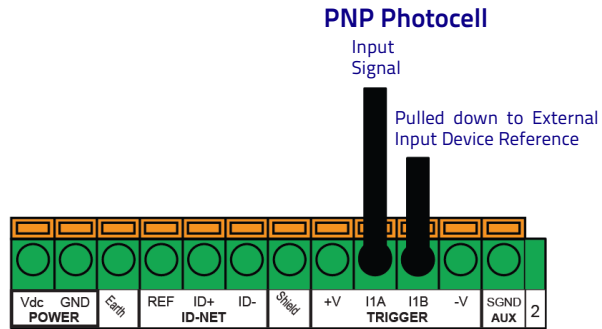 PNP Photocell
Input
Signal
Pulled down to External
Input Device Reference
Vdc GND Earth REF ID+ ID- Shield +V I1A I1B -V SGND 2
POWER ID-NET TRIGGER AUX